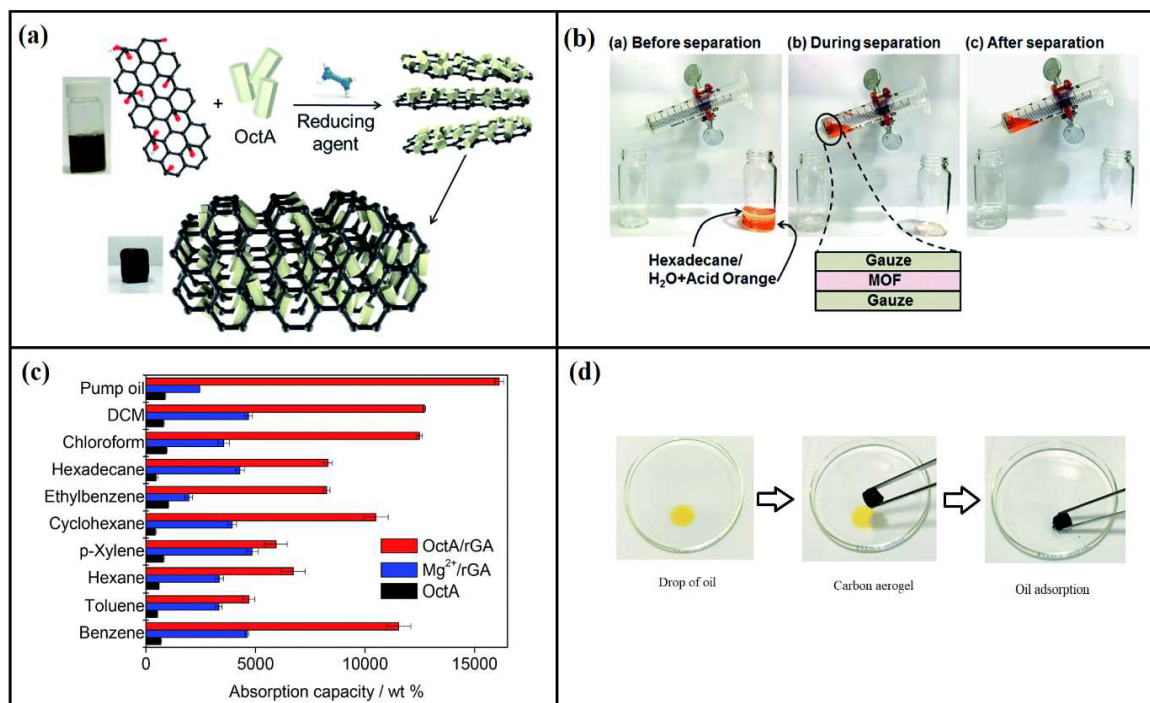 (a)
+
OctA
Reducing
agent
(b)
(a) Before separation
(b) During separation
(c) After separation
Hexadecane/
H₂O+Acid Orange
Gauze
MOF
Gauze
(c)
Pump oil
DCM
Chloroform
Hexadecane
Ethylbenzene
Cyclohexane
p-Xylene
Hexane
Toluene
Benzene
OctA/rGA
Mg²⁺/rGA
OctA
0 5000 10000 15000
Absorption capacity / wt %
(d)
Drop of oil
Carbon aerogel
Oil adsorption